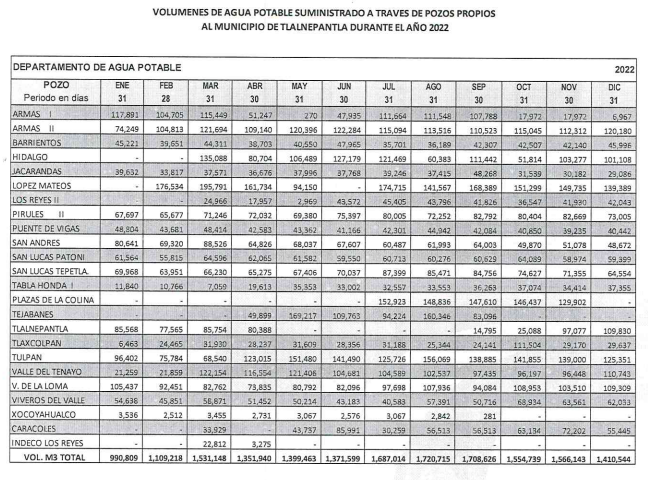 VOLUMENES DE AGUA POTABLE SUMINISTRADO A TRAVES DE POZOS PROPIOS
AL MUNICIPIO DE TLALNEPANTLA DURANTE EL AÑO 2022
DEPARTAMENTO DE AGUA POTABLE 2022
POZO ENE FEB MAR ABR MAY JUN JUL AGO SEP OCT NOV DIC
Periodo en días 31 28 31 30 31 30 31 31 30 31 30 31
ARMAS I 117,891 104,705 115,449 51,247 270 47,935 111,664 111,548 107,788 17,972 17,972 6,967
ARMAS II 74,249 104,813 121,694 109,140 120,396 122,284 115,094 113,516 110,523 115,045 112,312 120,180
BARRIENTOS 45,221 39,651 44,311 38,703 40,550 47,965 35,701 36,189 42,307 42,507 42,140 45,996
HIDALGO - - 135,088 80,704 106,489 127,179 121,469 60,383 111,442 51,814 103,277 101,108
JACARANDAS 39,632 33,817 37,571 36,676 37,996 37,768 39,246 37,415 48,268 31,539 30,182 29,086
LOPEZ MATEOS - 176,534 195,791 161,734 94,150 - 174,715 141,567 168,389 151,299 149,735 139,389
LOS REYES II - - 24,966 17,957 2,969 43,572 45,405 43,796 41,826 36,547 41,930 42,043
PIRULES II 67,697 65,677 71,246 72,032 69,380 75,397 80,005 72,252 82,792 80,404 82,669 73,005
PUENTE DE VIGAS 48,804 43,681 48,414 42,583 43,362 41,166 42,301 44,942 42,084 40,850 39,235 40,442
SAN ANDRES 80,641 69,320 88,576 64,826 68,037 67,607 60,487 61,993 64,003 49,870 51,078 48,672
SAN LUCAS PATONI 61,564 55,815 64,596 62,065 61,582 59,550 60,713 60,276 60,629 64,089 58,974 59,399
SAN LUCAS TEPETLA. 69,968 63,951 66,230 65,275 67,406 70,037 87,399 85,471 84,756 74,627 71,355 64,554
TABLA HONDA I 11,840 10,766 7,059 19,613 35,353 33,002 32,557 33,553 36,263 37,074 34,414 37,355
PLAZAS DE LA COLINA - - - - - - 152,923 148,836 147,610 146,437 129,902 -
TEJABANES - - - 49,899 169,217 109,763 94,224 160,346 83,096 - - -
TLALNEPANTLA 85,568 77,565 85,754 80,388 - - - - 14,795 25,088 97,077 109,830
TLAXCOLPAN 6,463 24,465 31,930 28,237 31,609 28,356 31,188 25,344 24,141 111,504 29,170 29,637
TULPAN 96,402 75,784 68,540 123,015 151,480 141,490 125,725 156,069 138,885 141,855 139,000 125,351
VALLE DEL TENAYO 21,259 21,859 122,154 116,554 121,406 104,681 104,589 102,537 97,435 96,197 96,448 110,743
V. DE LA LOMA 105,437 92,451 82,762 73,835 80,792 82,096 97,698 107,936 94,084 108,953 103,510 109,309
VIVEROS DEL VALLE 54,638 45,851 58,871 51,452 50,214 43,183 40,583 57,391 50,716 68,934 63,561 62,033
XOCOYAHUALCO 3,536 2,512 3,455 2,731 3,067 2,576 3,067 2,842 281 - - -
CARACOLES - - 33,929 - 43,737 85,991 30,259 56,513 56,513 63,134 72,202 55,445
INDECO LOS REYES - - 22,812 3,275 - - - - - - - -
VOL. M3 TOTAL 990,809 1,109,218 1,531,148 1,351,940 1,399,463 1,371,599 1,687,014 1,720,715 1,708,626 1,554,739 1,566,143 1,410,544